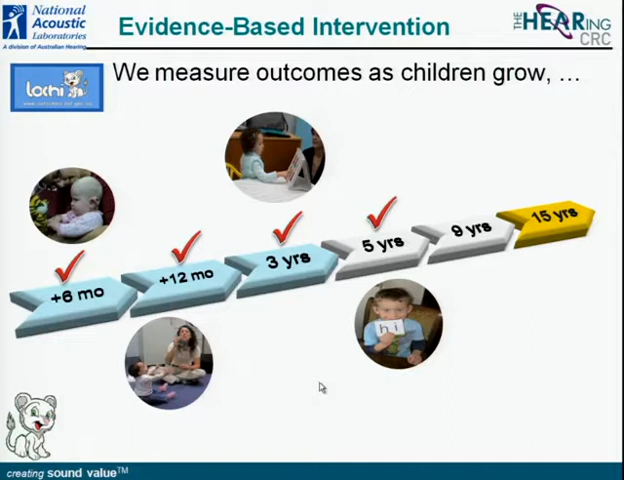 National
Acoustic
Laboratories
A division of Australian Hearing
Evidence-Based Intervention
THE HEARing
CRC
Lochi
We measure outcomes as children grow, …
+6 mo
+12 mo
3 yrs
5 yrs
9 yrs
15 yrs
hi
creating sound value™